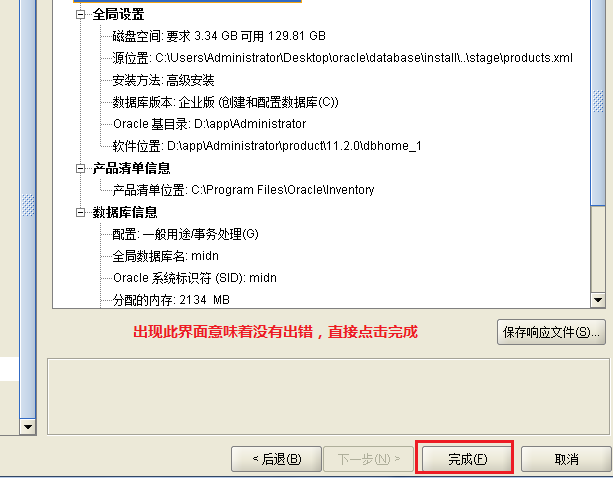 全局设置
磁盘空间: 要求 3.34 GB 可用 129.81 GB
源位置: C:\Users\Administrator\Desktop\oracle\database\install\..\stage\products.xml
安装方法: 高级安装
数据库版本: 企业版 (创建和配置数据库(C))
Oracle 基目录: D:\app\Administrator
软件位置: D:\app\Administrator\product\11.2.0\dbhome_1
产品清单信息
产品清单位置: C:\Program Files\Oracle\Inventory
数据库信息
配置: 一般用途/事务处理(G)
全局数据库名: midn
Oracle 系统标识符 (SID): midn
分配的内存: 2134 MB
出现此界面意味着没有出错，直接点击完成
保存响应文件(S)...
< 后退(B)
下一步(N) >
完成(F)
取消